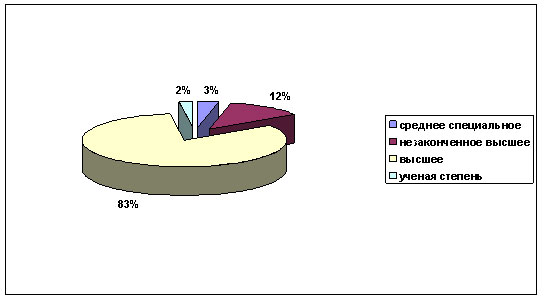 2%
3%
12%
83%
среднее специальное
незаконченное высшее
высшее
ученая степень